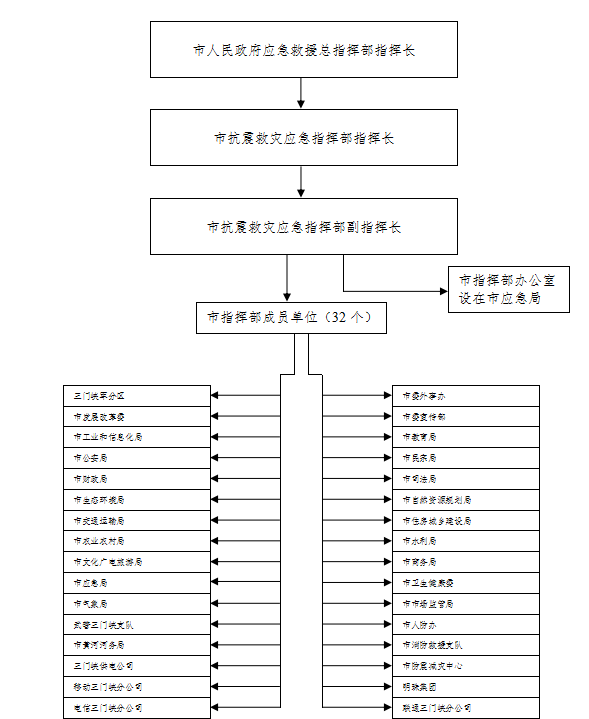 市人民政府应急救援总指挥部指挥长
市抗震救灾应急指挥部指挥长
市抗震救灾应急指挥部副指挥长
市指挥部办公室
设在市应急局
市指挥部成员单位（32 个）
三门峡军分区
市发展改革委
市工业和信息化局
市公安局
市财政局
市生态环境局
市交通运输局
市农业农村局
市文化广电旅游局
市应急局
市气象局
武警三门峡支队
市黄河河务局
三门峡供电公司
移动三门峡分公司
电信三门峡分公司
市委外事办
市委宣传部
市教育局
市民宗局
市司法局
市自然资源规划局
市住房城乡建设局
市水利局
市商务局
市卫生健康委
市市场监管局
市人防办
市消防救援支队
市防震减灾中心
明珠集团
联通三门峡分公司